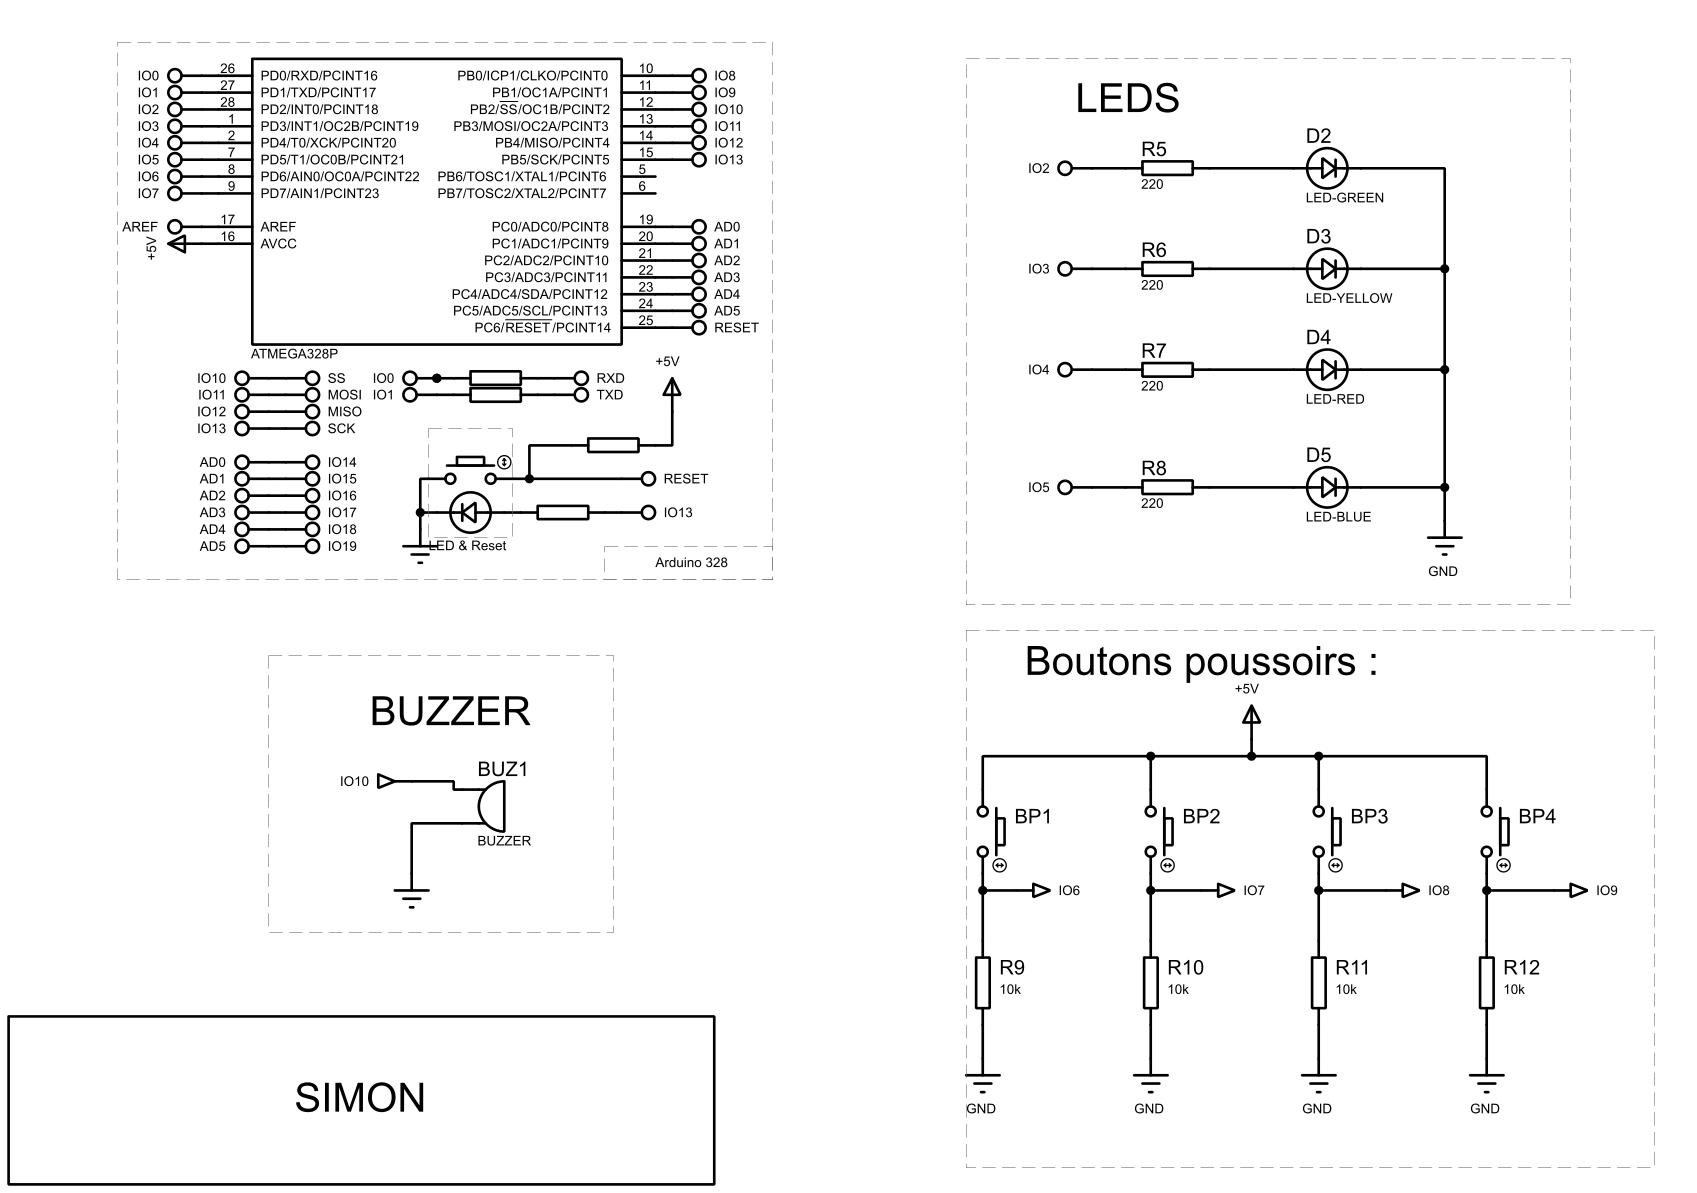 IO0 26 PD0/RXD/PCINT16 PB0/ICP1/CLKO/PCINT0 10 IO8
IO1 27 PD1/TXD/PCINT17 PB1/OC1A/PCINT1 11 IO9
IO2 28 PD2/INT0/PCINT18 PB2/SS/OC1B/PCINT2 12 IO10
IO3 1 PD3/INT1/OC2B/PCINT19 PB3/MOSI/OC2A/PCINT3 13 IO11
IO4 2 PD4/T0/XCK/PCINT20 PB4/MISO/PCINT4 14 IO12
IO5 7 PD5/T1/OC0B/PCINT21 PB5/SCK/PCINT5 15 IO13
IO6 8 PD6/AIN0/OC0A/PCINT22 PB6/TOSC1/XTAL1/PCINT6 5
IO7 9 PD7/AIN1/PCINT23 PB7/TOSC2/XTAL2/PCINT7 6
AREF 17 AREF PC0/ADC0/PCINT8 19 AD0
+5V 16 AVCC PC1/ADC1/PCINT9 20 AD1
PC2/ADC2/PCINT10 21 AD2
PC3/ADC3/PCINT11 22 AD3
PC4/ADC4/SDA/PCINT12 23 AD4
PC5/ADC5/SCL/PCINT13 24 AD5
PC6/RESET/PCINT14 25 RESET
ATMEGA328P
+5V
IO10 SS IO0 RXD
IO11 MOSI IO1 TXD
IO12 MISO
IO13 SCK
AD0 IO14
AD1 IO15 RESET
AD2 IO16
AD3 IO17 IO13
AD4 IO18
AD5 IO19 LED & Reset
Arduino 328
LEDS
R5 D2
IO2
220 LED-GREEN
R6 D3
IO3
220 LED-YELLOW
R7 D4
IO4
220 LED-RED
R8 D5
IO5
220 LED-BLUE
GND
BUZZER
IO10 BUZ1
BUZZER
Boutons poussoirs :
+5V
BP1 BP2 BP3 BP4
IO6 IO7 IO8 IO9
R9 R10 R11 R12
10k 10k 10k 10k
GND GND GND GND
SIMON